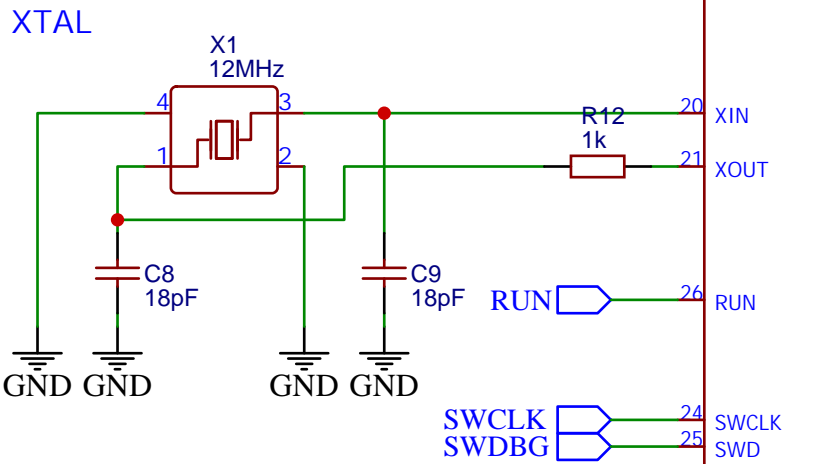 XTAL
X1
12MHz
4
3
1
2
R12
1k
20
XIN
21
XOUT
C8
18pF
C9
18pF
RUN
26
RUN
GND
GND
GND
GND
SWCLK
24
SWCLK
SWDBG
25
SWD